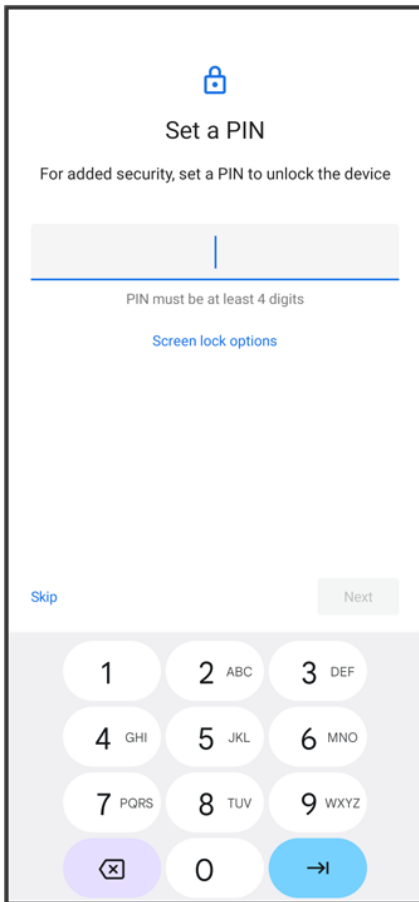 Set a PIN
For added security, set a PIN to unlock the device
PIN must be at least 4 digits
Screen lock options
Skip Next
1 2 ABC 3 DEF
4 GHI 5 JKL 6 MNO
7 PQRS 8 TUV 9 WXYZ
0